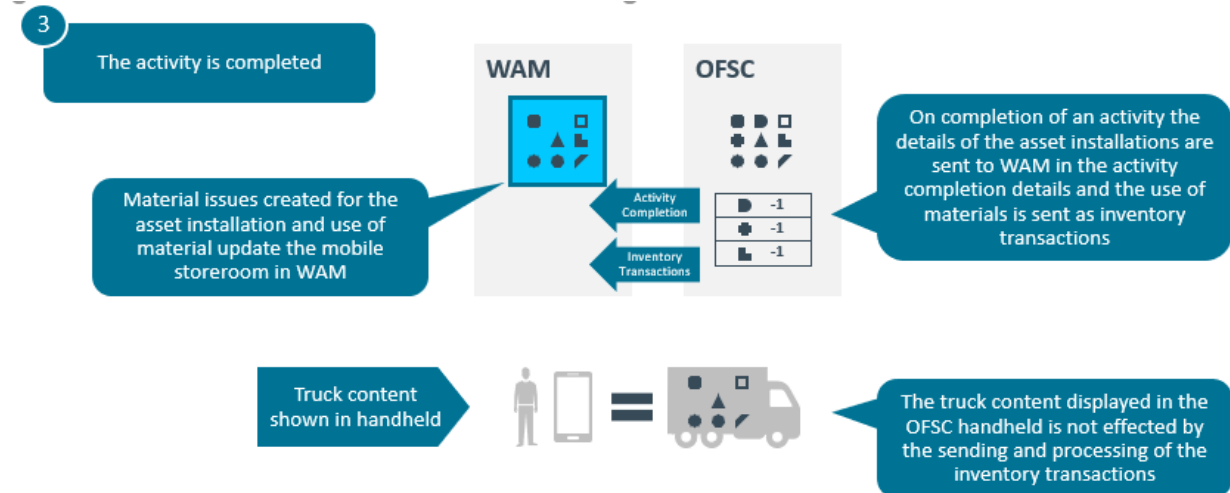 3
The activity is completed
WAM
OFSC
On completion of an activity the
details of the asset installations are
sent to WAM in the activity
completion details and the use of
materials is sent as inventory
transactions
Material issues created for the
asset installation and use of
material update the mobile
storeroom in WAM
Activity
Completion
Inventory
Transactions
-1
-1
-1
Truck content
shown in handheld
The truck content displayed in the
OFSC handheld is not effected by
the sending and processing of the
inventory transactions